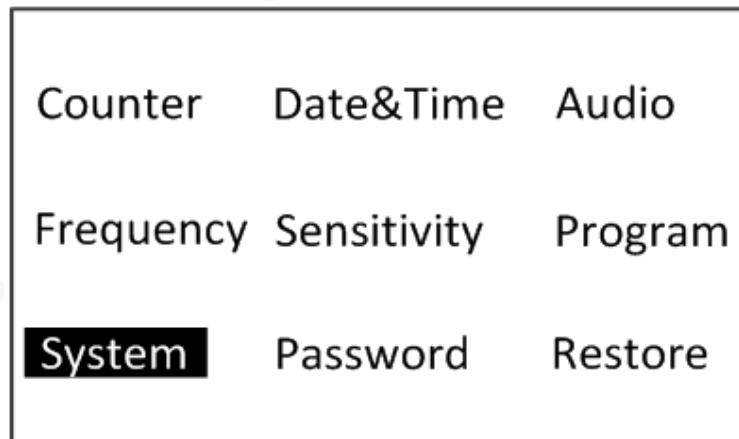 Counter Date&Time Audio
Frequency Sensitivity Program
System Password Restore